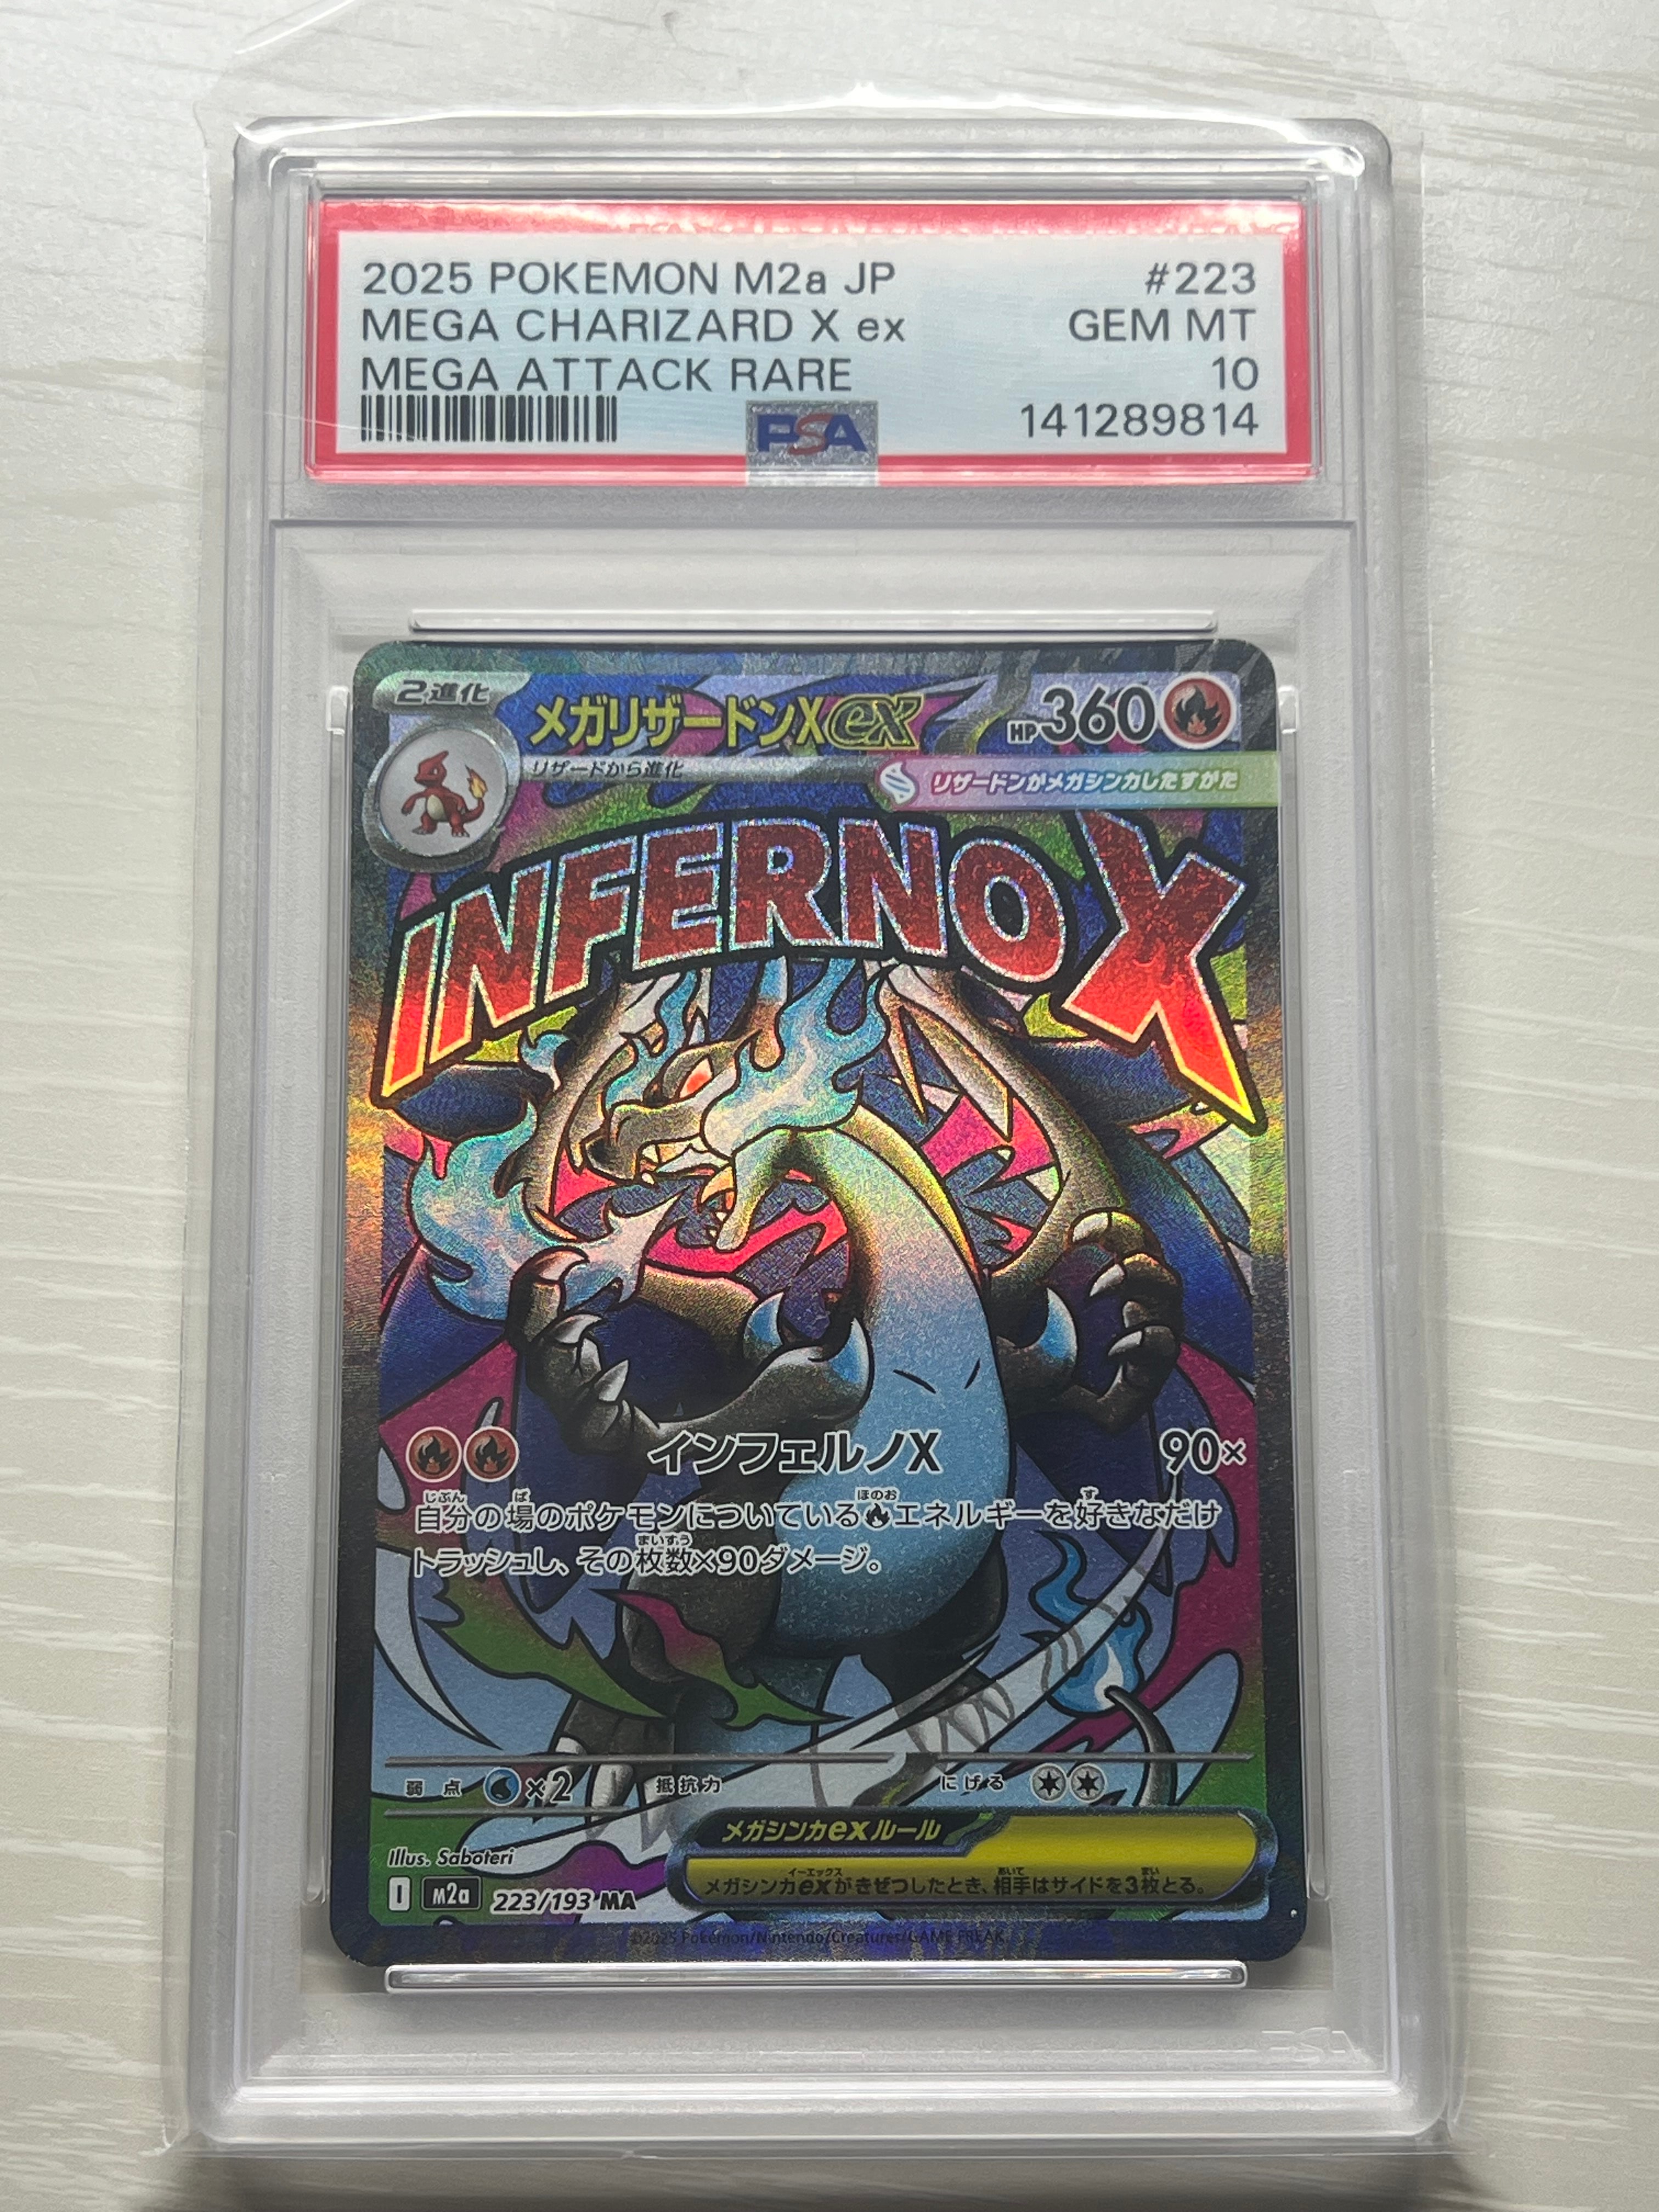 2025 POKEMON M2a JP #223
MEGA CHARIZARD X ex GEM MT
MEGA ATTACK RARE 10
PSA 141289814
2進化 メガリザードンXex HP360
リザードから進化 リザードンがメガシンカしたすがた
INFERNO X
インフェルノX 90×
自分の場のポケモンについているエネルギーを好きなだけ
トラッシュし、その枚数×90ダメージ。
弱点 ×2 抵抗力 にげる
メガシンカexルール
メガシンカexがきぜつしたとき、相手はサイドを3枚とる。
Illus. Saboteri
I m2a 223/193 MA
©2025 Pokémon/Nintendo/Creatures/GAME FREAK